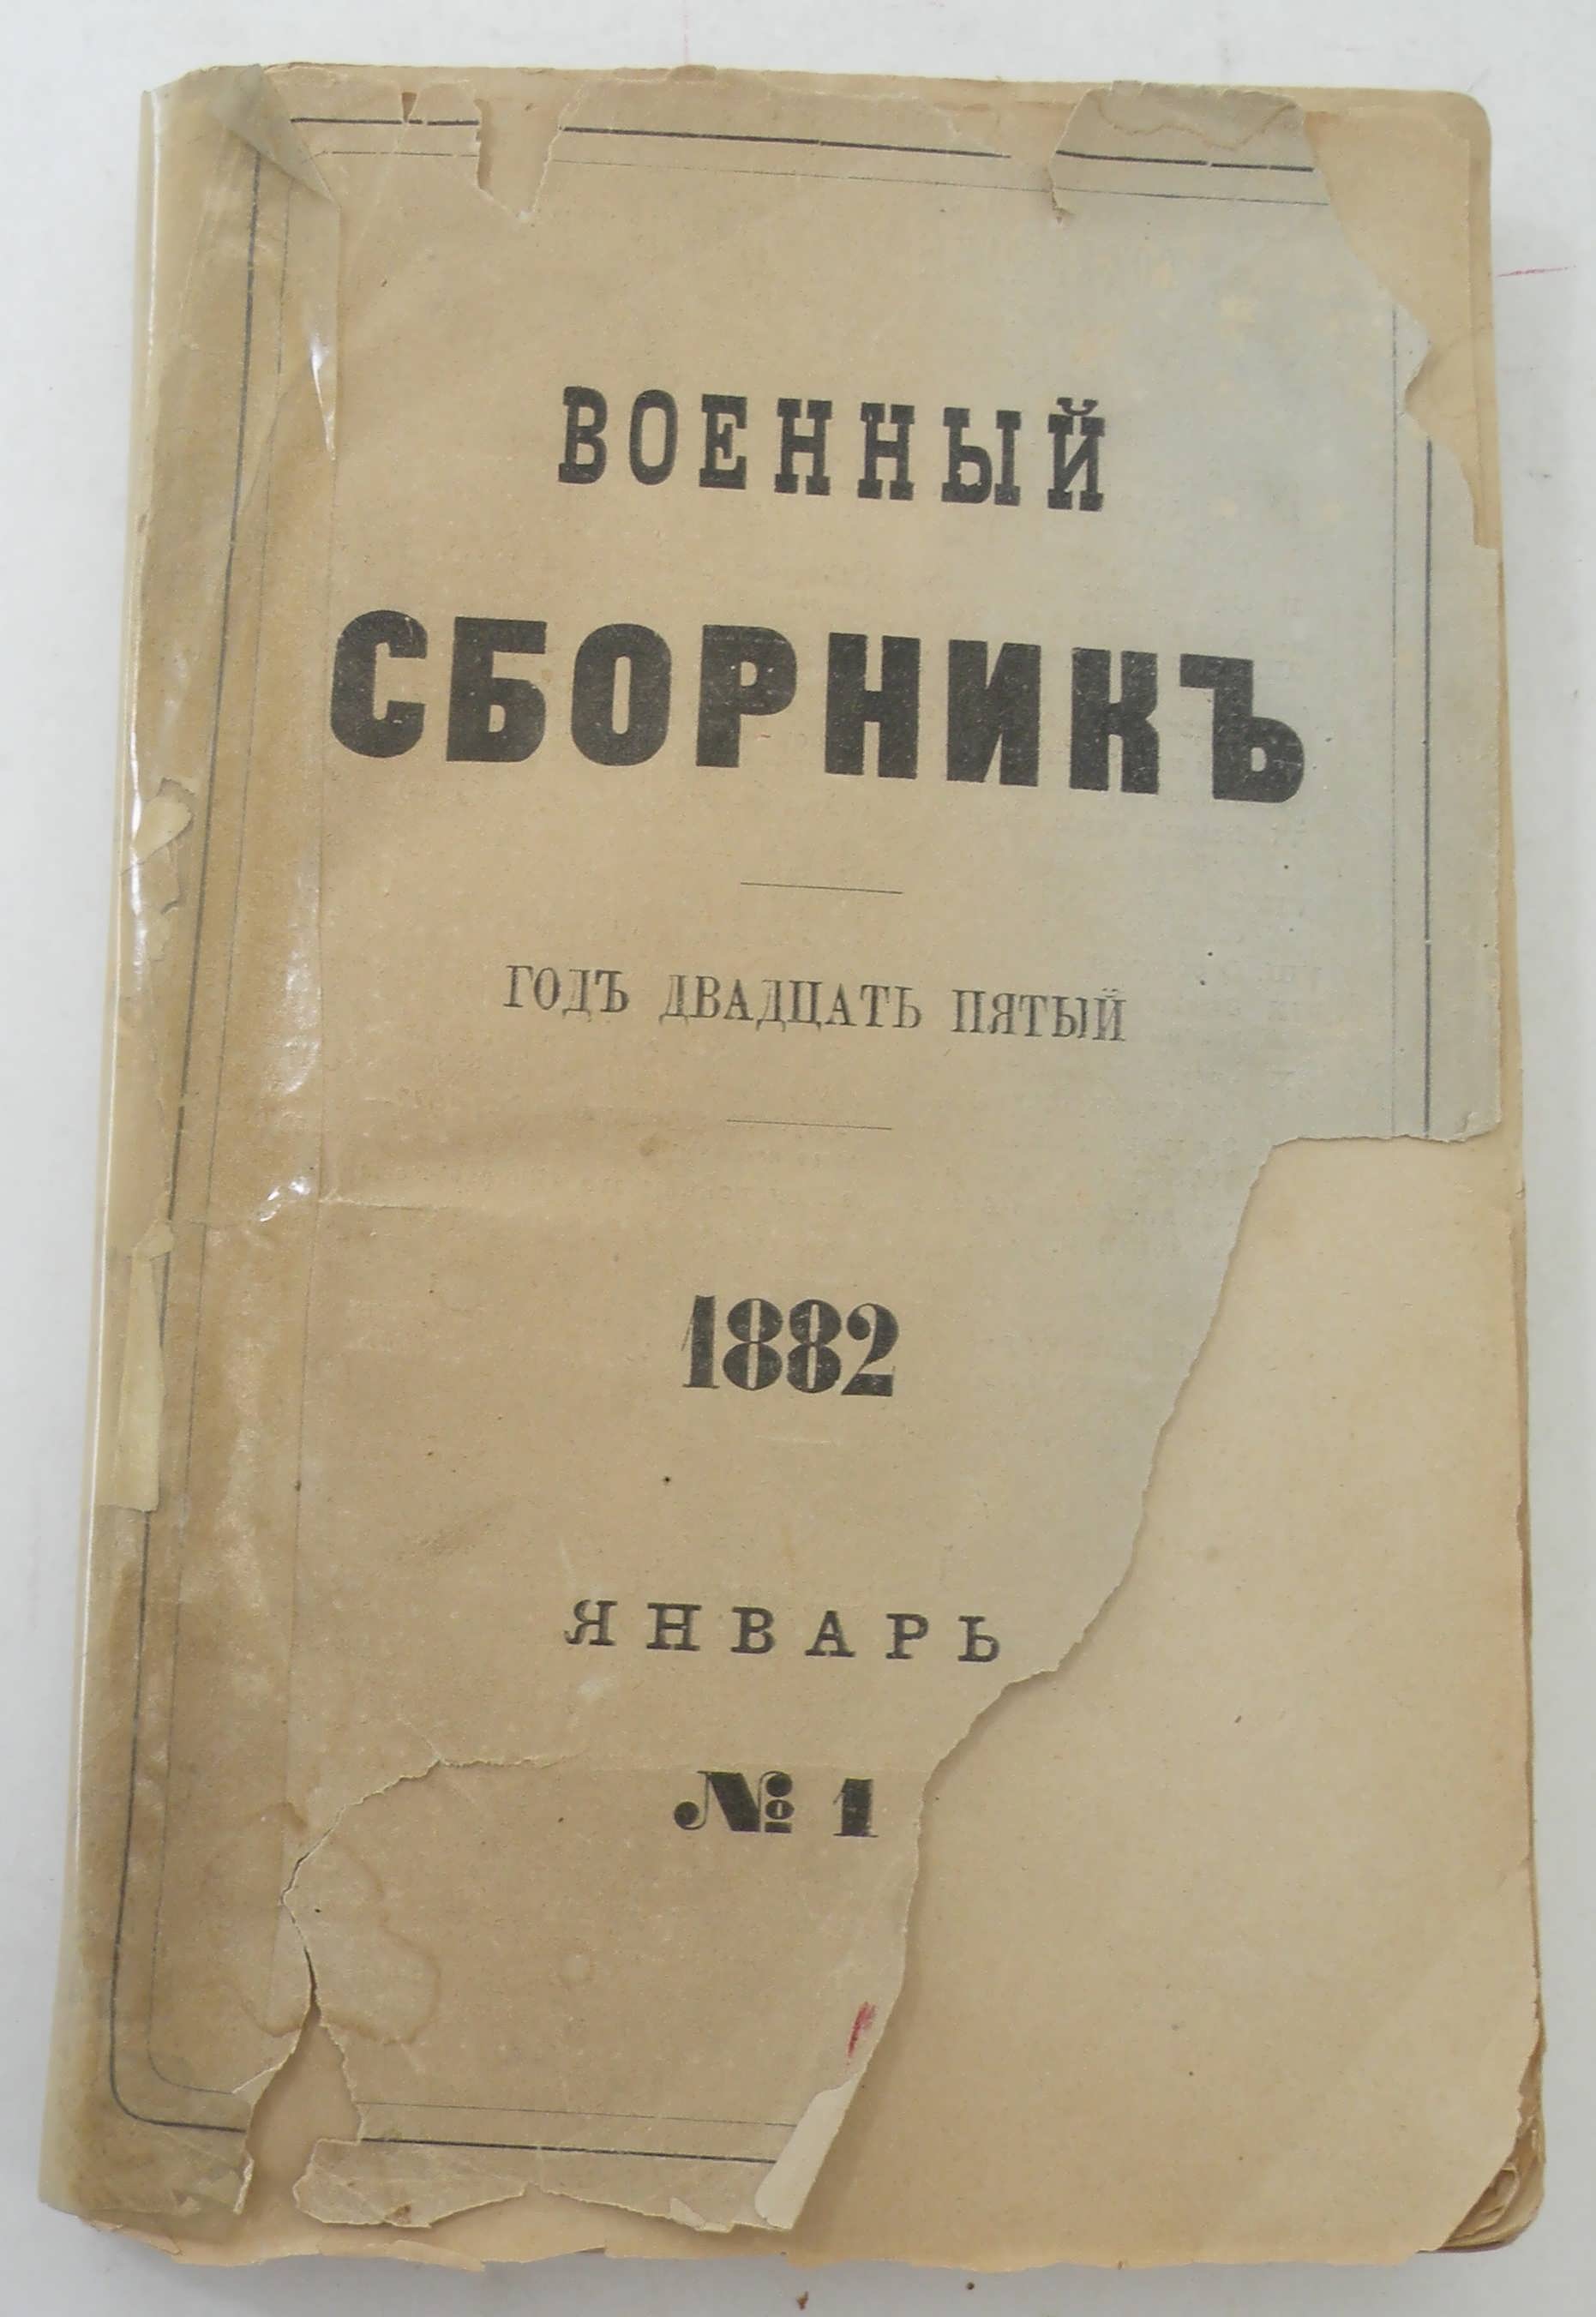 ВОЕННЫЙ
СБОРНИКЪ
ГОДЪ ДВАДЦАТЬ ПЯТЫЙ
1882
ЯНВАРЬ
№ 1